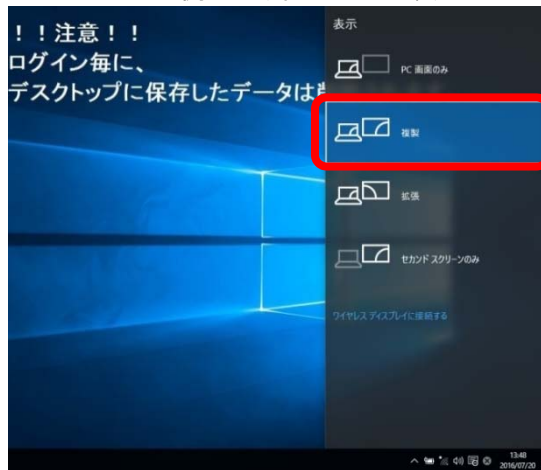 ！！注意！！
ログイン毎に、
デスクトップに保存したデータは
表示
PC 画面のみ
複製
拡張
セカンド スクリーンのみ
ワイヤレス ディスプレイに接続する
13:48
2016/07/20